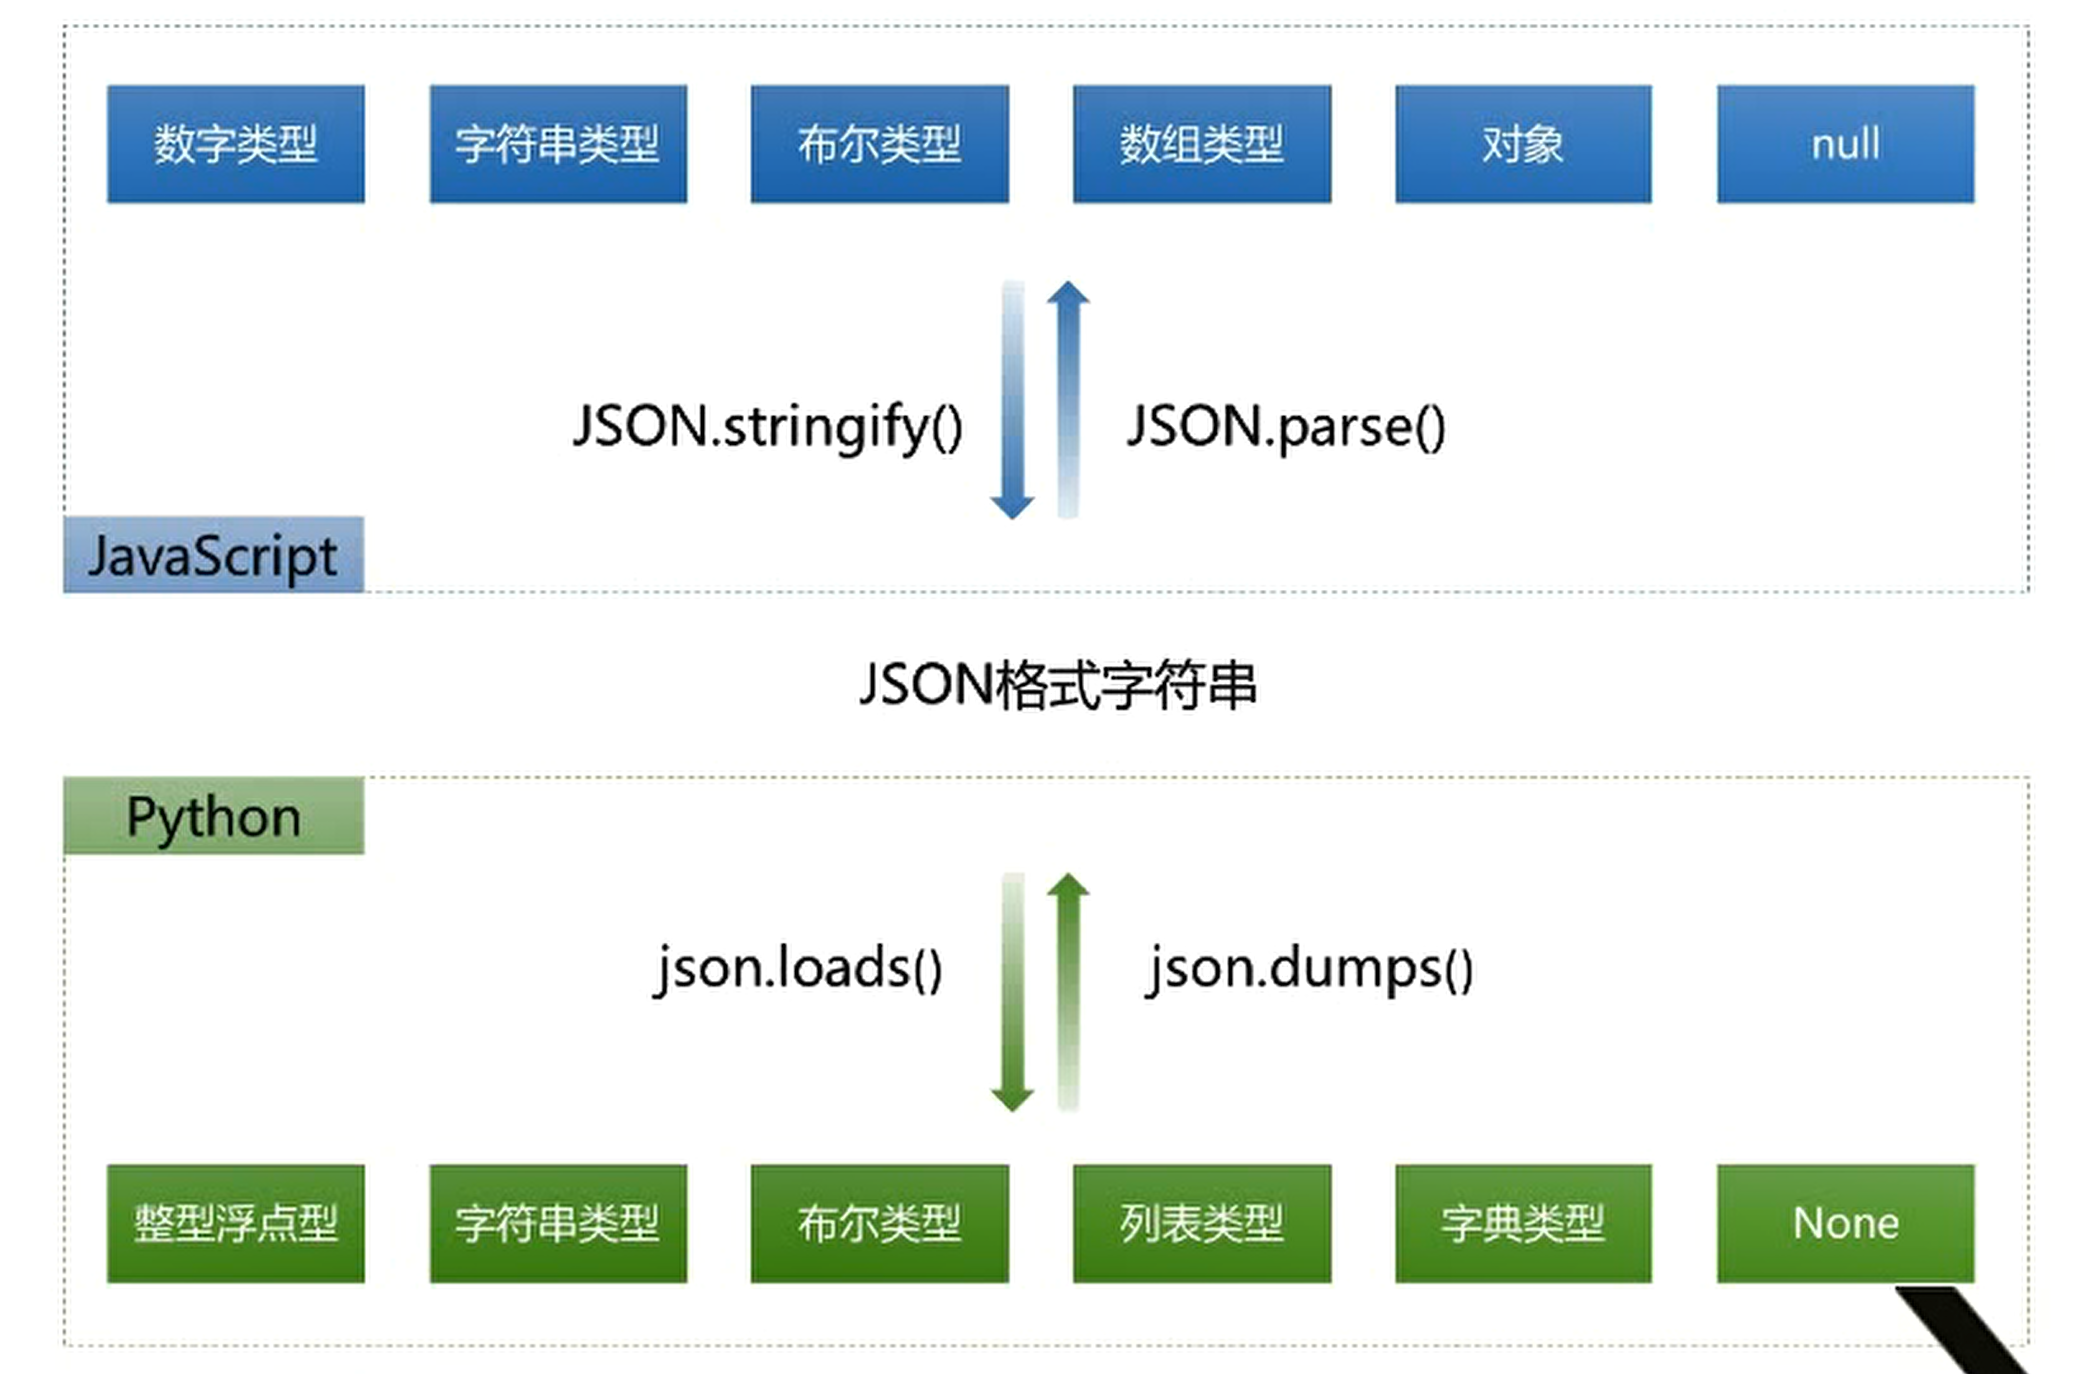 数字类型
字符串类型
布尔类型
数组类型
对象
null
JSON.stringify()
JSON.parse()
JavaScript
JSON格式字符串
Python
json.loads()
json.dumps()
整型浮点型
字符串类型
布尔类型
列表类型
字典类型
None